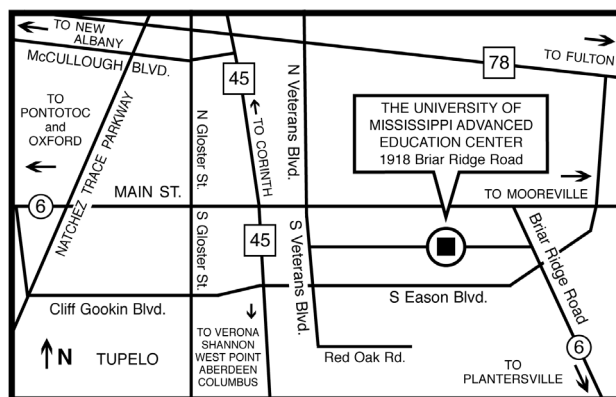 TO NEW
ALBANY
McCULLOUGH BLVD.
45
78
TO FULTON
TO
PONTOTOC
and
OXFORD
NATCHEZ TRACE PARKWAY
N Gloster St.
TO CORINTH
N Veterans Blvd.
THE UNIVERSITY OF
MISSISSIPPI ADVANCED
EDUCATION CENTER
1918 Briar Ridge Road
6
MAIN ST.
TO MOOREVILLE
S Gloster St.
45
S Veterans Blvd.
Briar Ridge Road
Cliff Gookin Blvd.
S Eason Blvd.
N
TUPELO
TO VERONA
SHANNON
WEST POINT
ABERDEEN
COLUMBUS
Red Oak Rd.
6
TO
PLANTERSVILLE